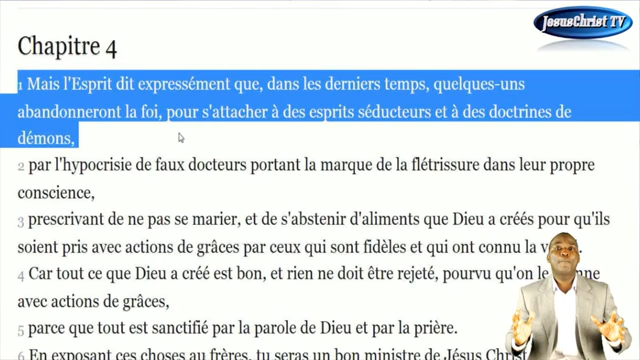 JesusChrist TV
Chapitre 4
1 Mais l'Esprit dit expressément que, dans les derniers temps, quelques-uns
abandonneront la foi, pour s'attacher à des esprits séducteurs et à des doctrines de
démons,
2 par l'hypocrisie de faux docteurs portant la marque de la flétrissure dans leur propre
conscience,
3 prescrivant de ne pas se marier, et de s'abstenir d'aliments que Dieu a créés pour qu'ils
soient pris avec actions de grâces par ceux qui sont fidèles et qui ont connu la
4 Car tout ce que Dieu a créé est bon, et rien ne doit être rejeté, pourvu qu'on le
avec actions de grâces,
5 parce que tout est sanctifié par la parole de Dieu et par la prière.
6 En exposant ces choses au frères, tu seras un bon ministre de Jésus Christ